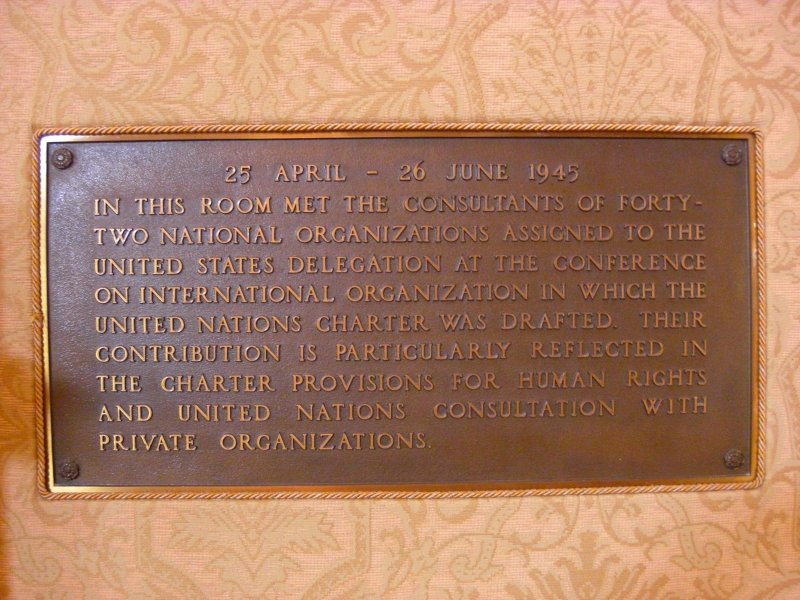 25 APRIL - 26 JUNE 1945
IN THIS ROOM MET THE CONSULTANTS OF FORTY-
TWO NATIONAL ORGANIZATIONS ASSIGNED TO THE
UNITED STATES DELEGATION AT THE CONFERENCE
ON INTERNATIONAL ORGANIZATION IN WHICH THE
UNITED NATIONS CHARTER WAS DRAFTED. THEIR
CONTRIBUTION IS PARTICULARLY REFLECTED IN
THE CHARTER PROVISIONS FOR HUMAN RIGHTS
AND UNITED NATIONS CONSULTATION WITH
PRIVATE ORGANIZATIONS.